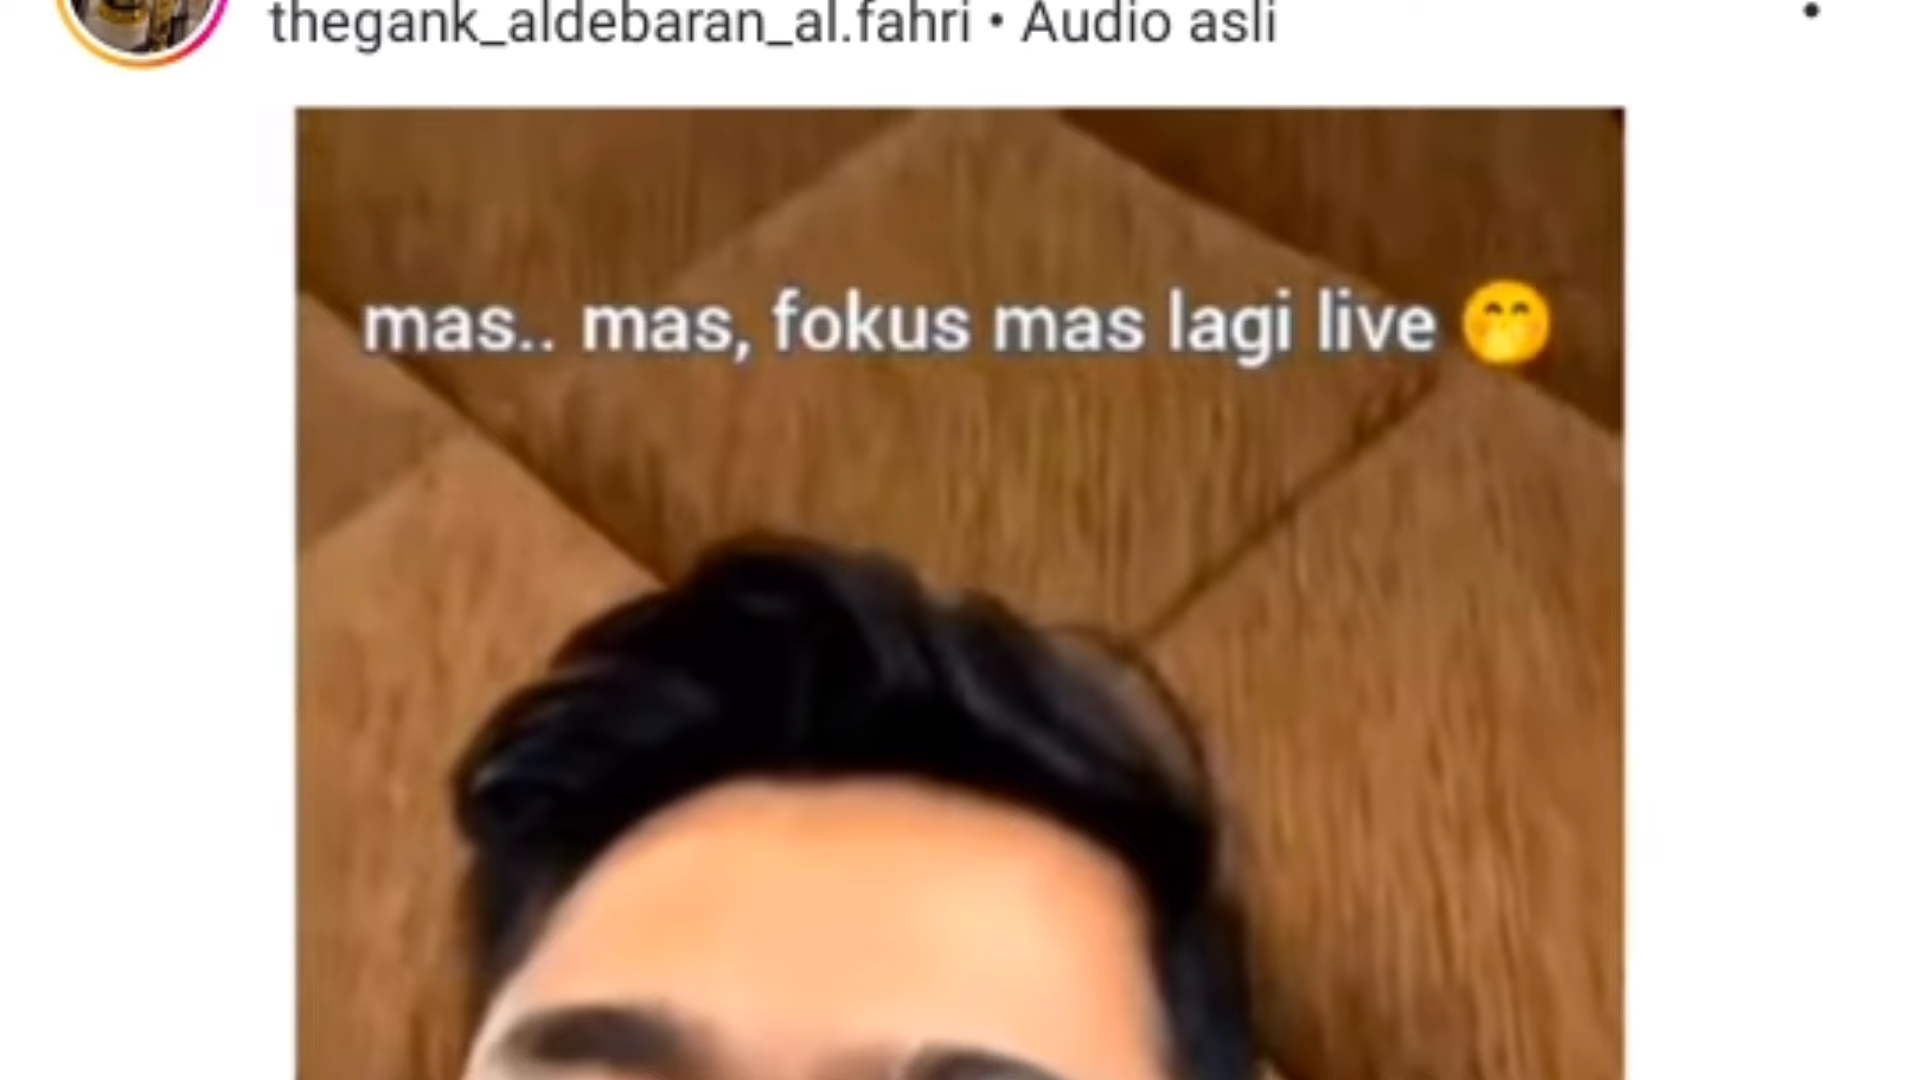 thegank_aldebaran_al.fahri • Audio asli
mas.. mas, fokus mas lagi live 🤭